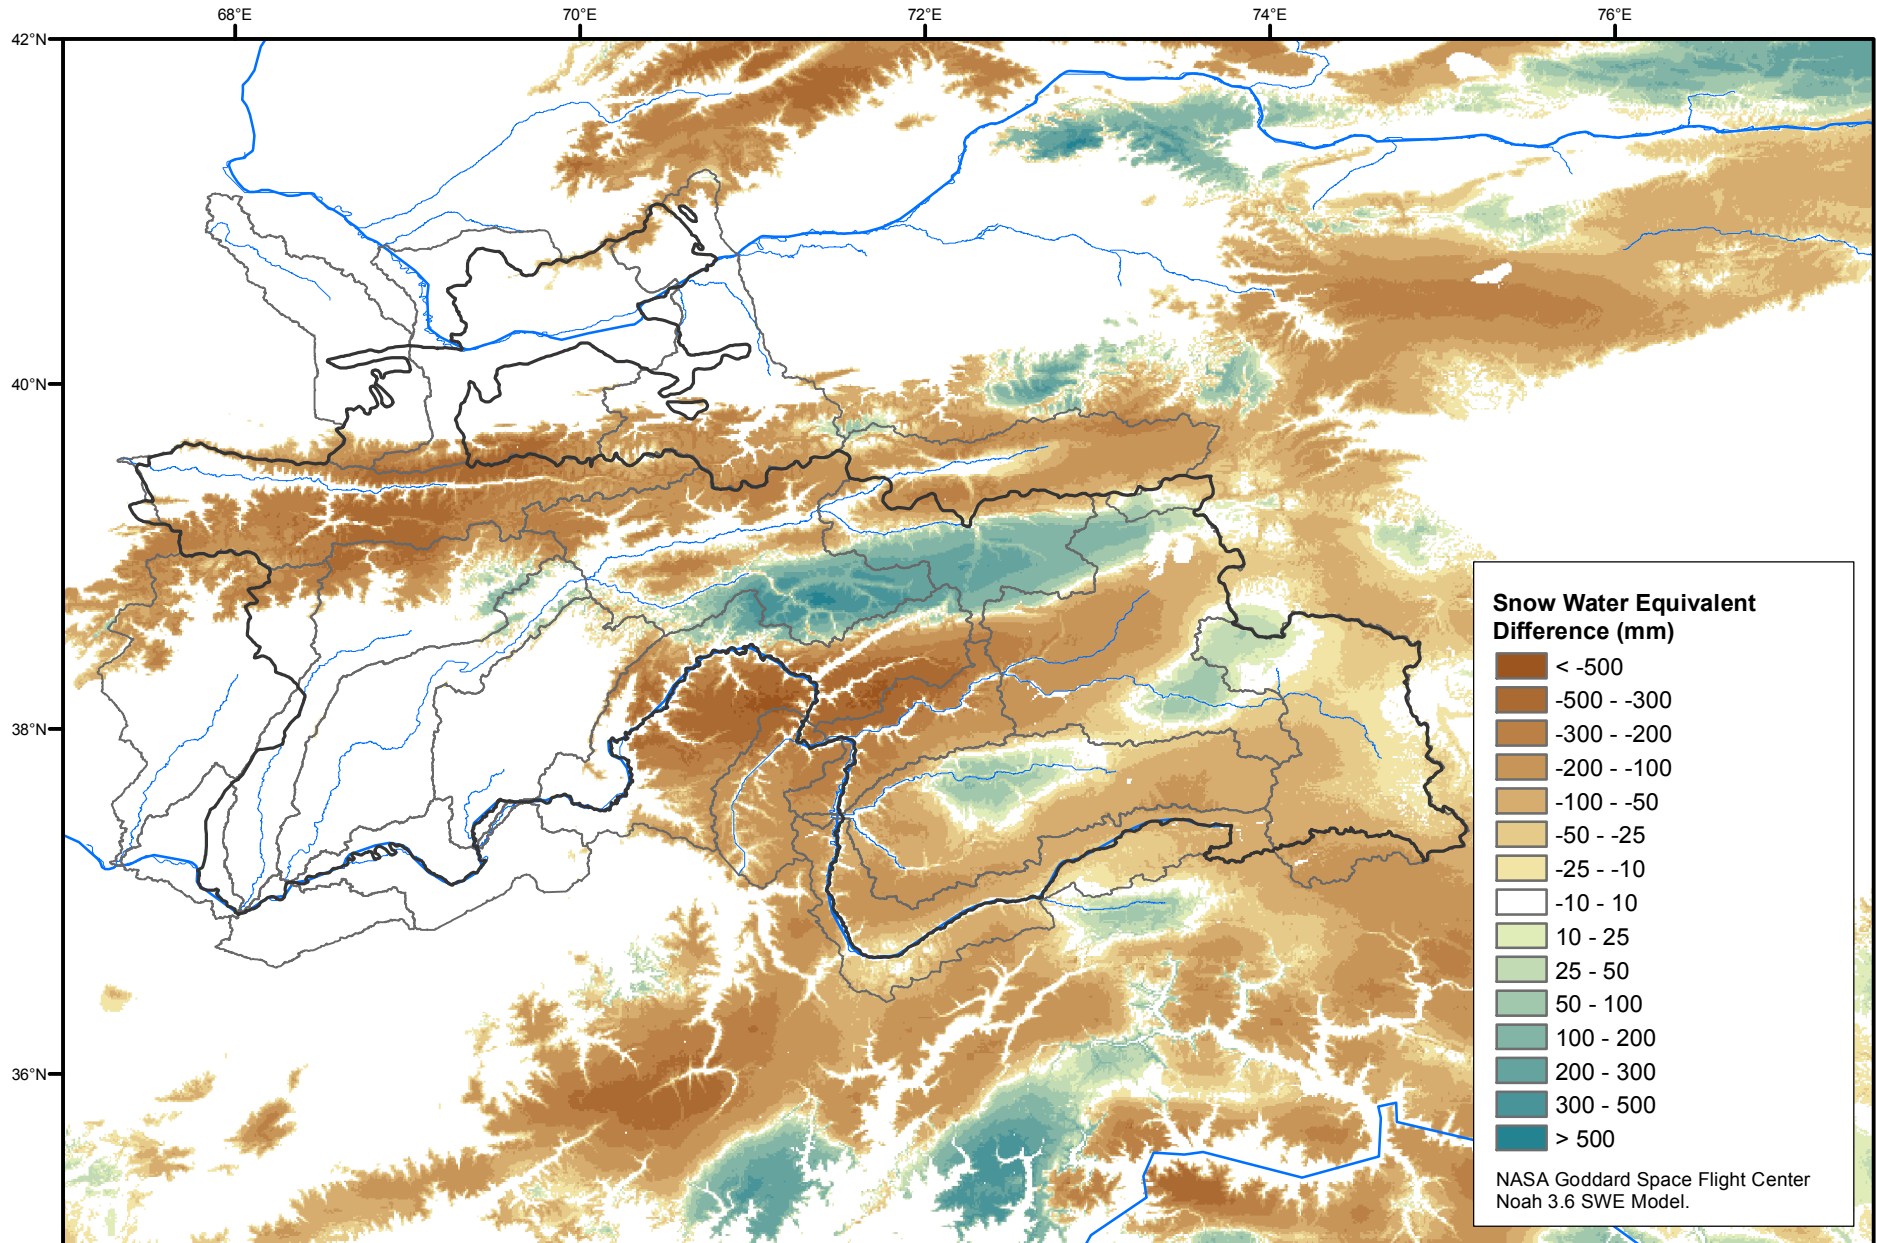 68°E 70°E 72°E 74°E 76°E
42°N
40°N
38°N
36°N
Snow Water Equivalent
Difference (mm)
< -500
-500 - -300
-300 - -200
-200 - -100
-100 - -50
-50 - -25
-25 - -10
-10 - 10
10 - 25
25 - 50
50 - 100
100 - 200
200 - 300
300 - 500
> 500
NASA Goddard Space Flight Center
Noah 3.6 SWE Model.